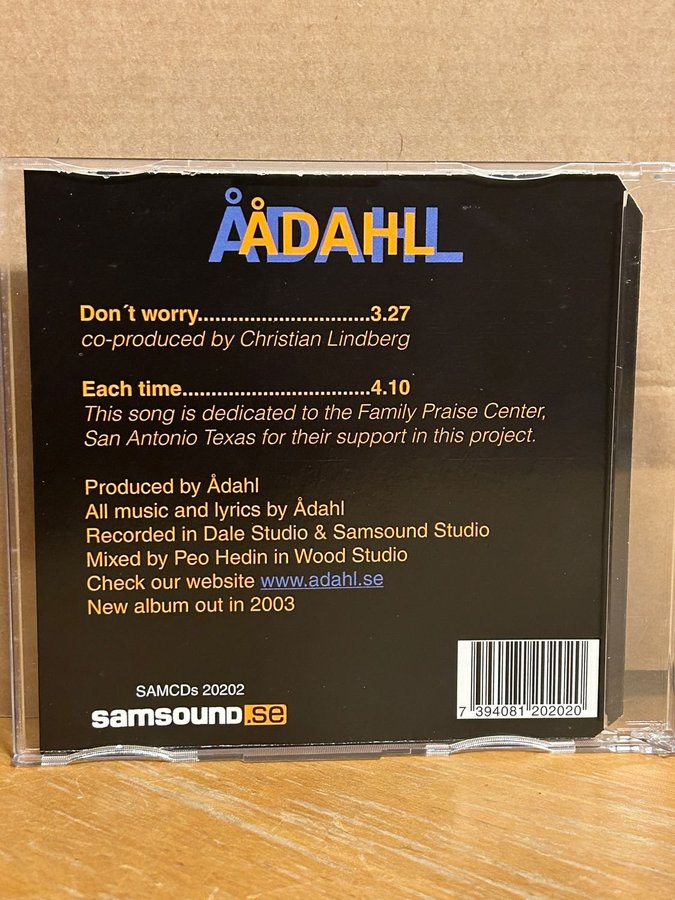 ÅDAHL
Don´t worry..............................3.27
co-produced by Christian Lindberg
Each time.................................4.10
This song is dedicated to the Family Praise Center,
San Antonio Texas for their support in this project.
Produced by Ådahl
All music and lyrics by Ådahl
Recorded in Dale Studio & Samsound Studio
Mixed by Peo Hedin in Wood Studio
Check our website www.adahl.se
New album out in 2003
SAMCDs 20202
samsound.se
7 394081 202020